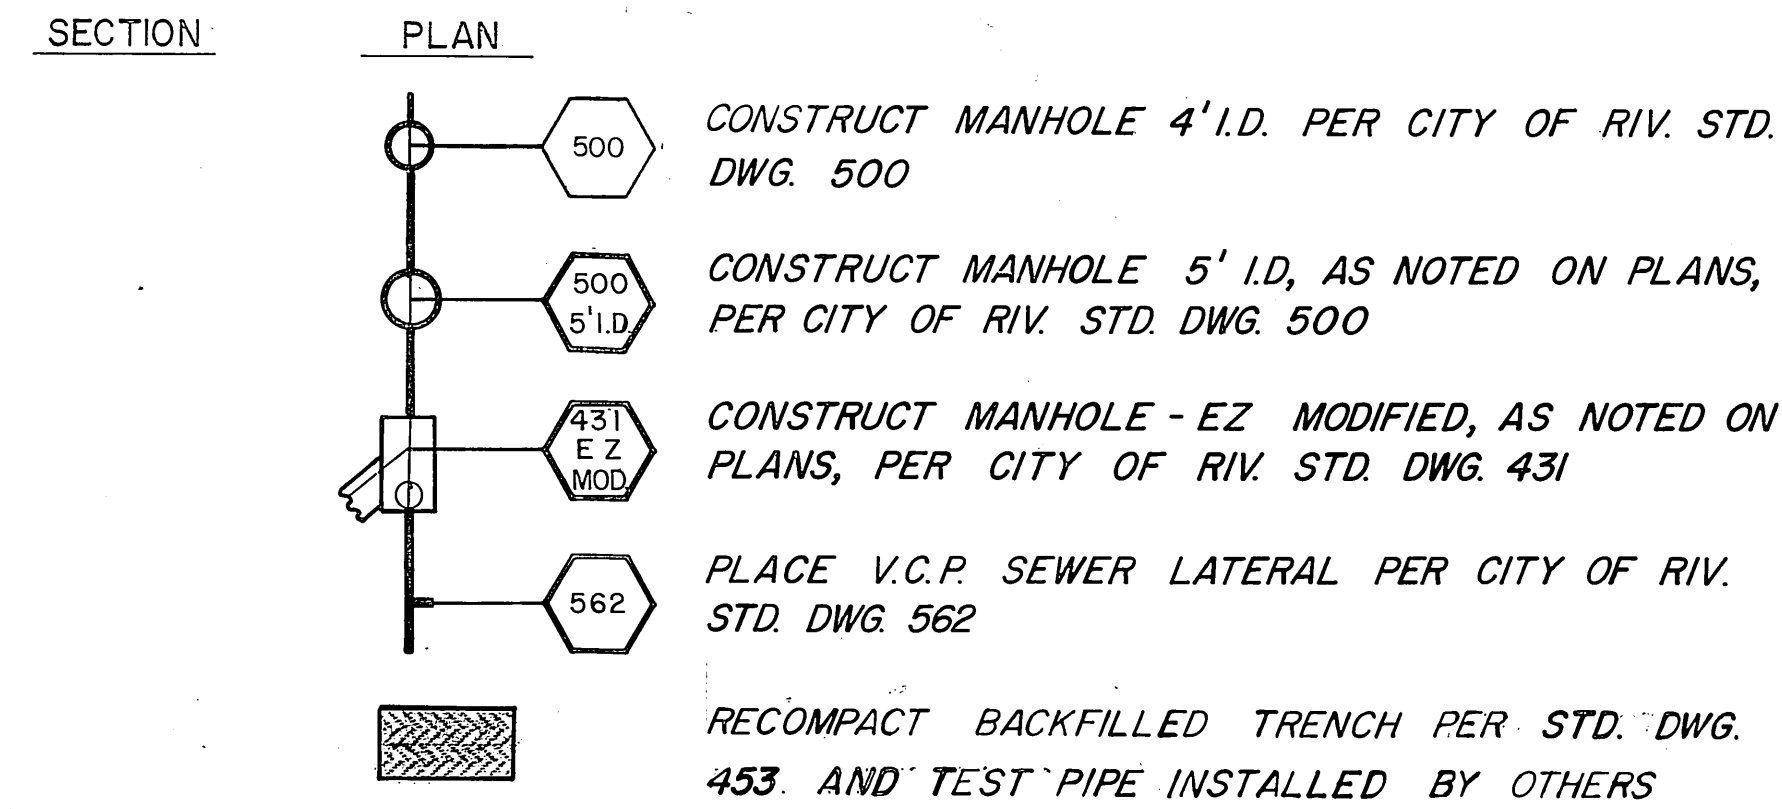 SECTION
PLAN
500
CONSTRUCT MANHOLE 4' I.D. PER CITY OF RIV. STD.
DWG. 500
500
5' I.D.
CONSTRUCT MANHOLE 5' I.D, AS NOTED ON PLANS,
PER CITY OF RIV. STD. DWG. 500
431
EZ
MOD.
CONSTRUCT MANHOLE - EZ MODIFIED, AS NOTED ON
PLANS, PER CITY OF RIV. STD. DWG. 431
562
PLACE V.C.P. SEWER LATERAL PER CITY OF RIV.
STD. DWG. 562
RECOMPACT BACKFILLED TRENCH PER STD. DWG.
453. AND TEST PIPE INSTALLED BY OTHERS